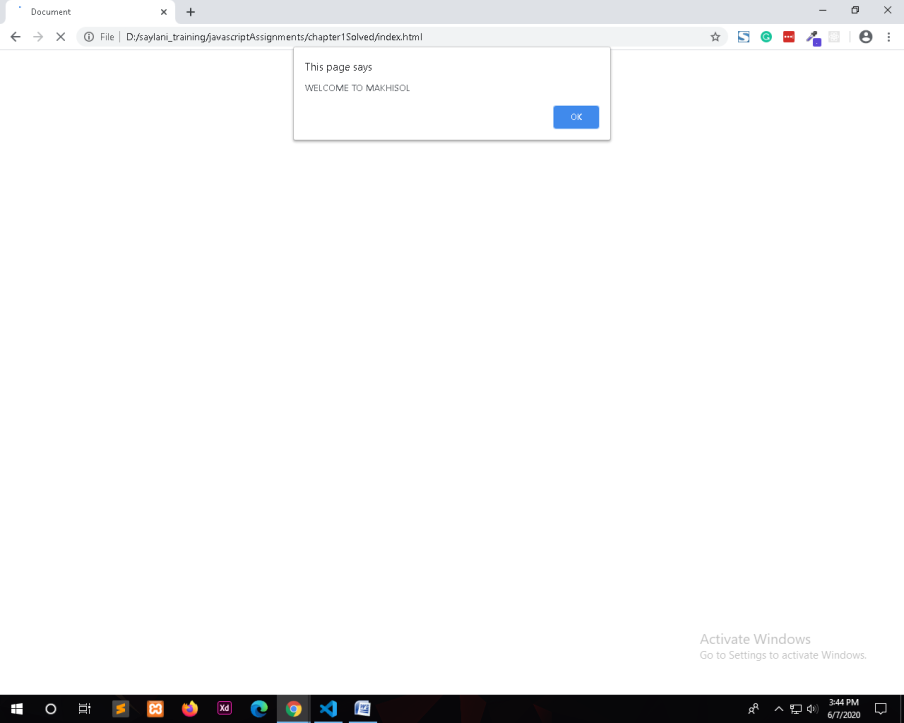 Document
File
D:/saylani_training/javascriptAssignments/chapter1Solved/index.html
This page says
WELCOME TO MAKHISOL
OK
Activate Windows
Go to Settings to activate Windows.
Xd
3:44 PM
6/7/2020